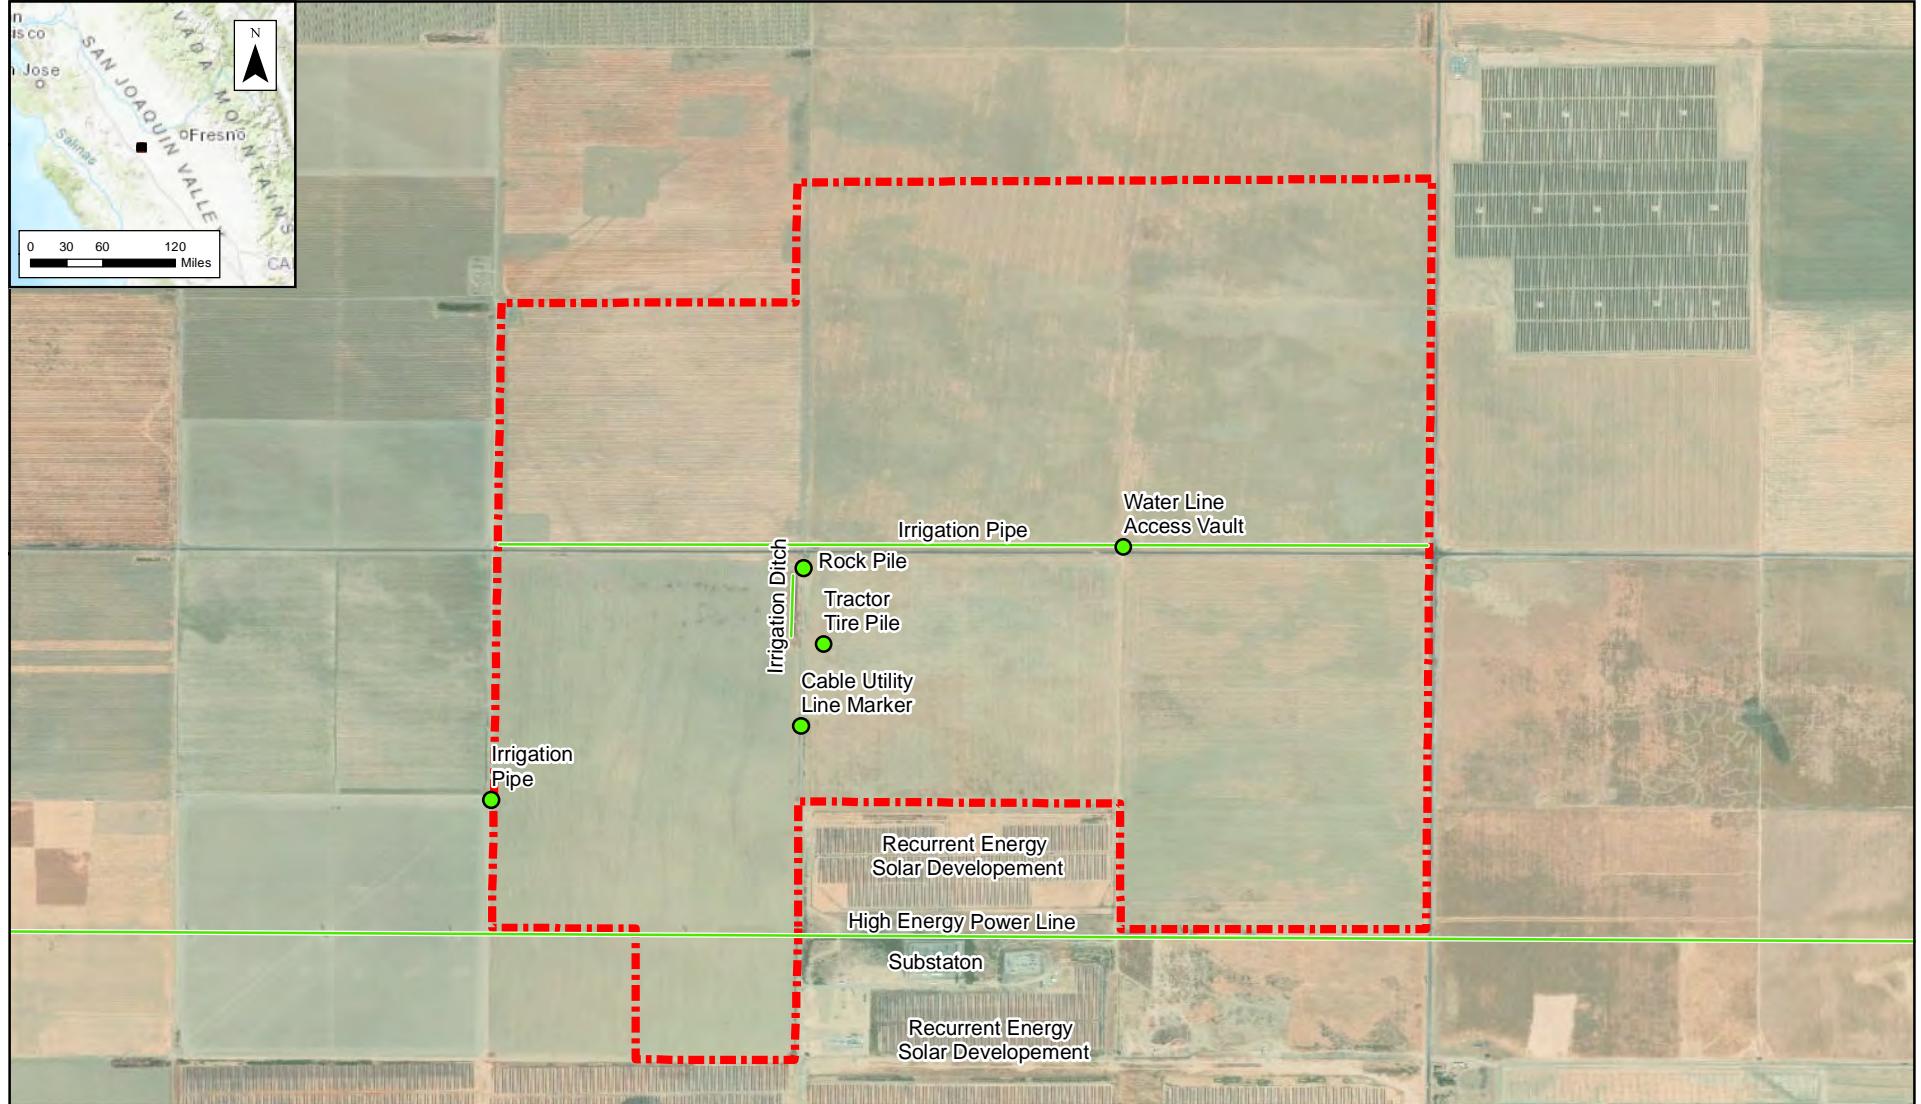 N
Jose
SAN JOAQUIN VALLEY
Fresno
Salinas
0 30 60 120
Miles
Water Line
Access Vault
Irrigation Pipe
Irrigation Ditch
Rock Pile
Tractor
Tire Pile
Cable Utility
Line Marker
Irrigation
Pipe
Recurrent Energy
Solar Developement
High Energy Power Line
Substaton
Recurrent Energy
Solar Developement